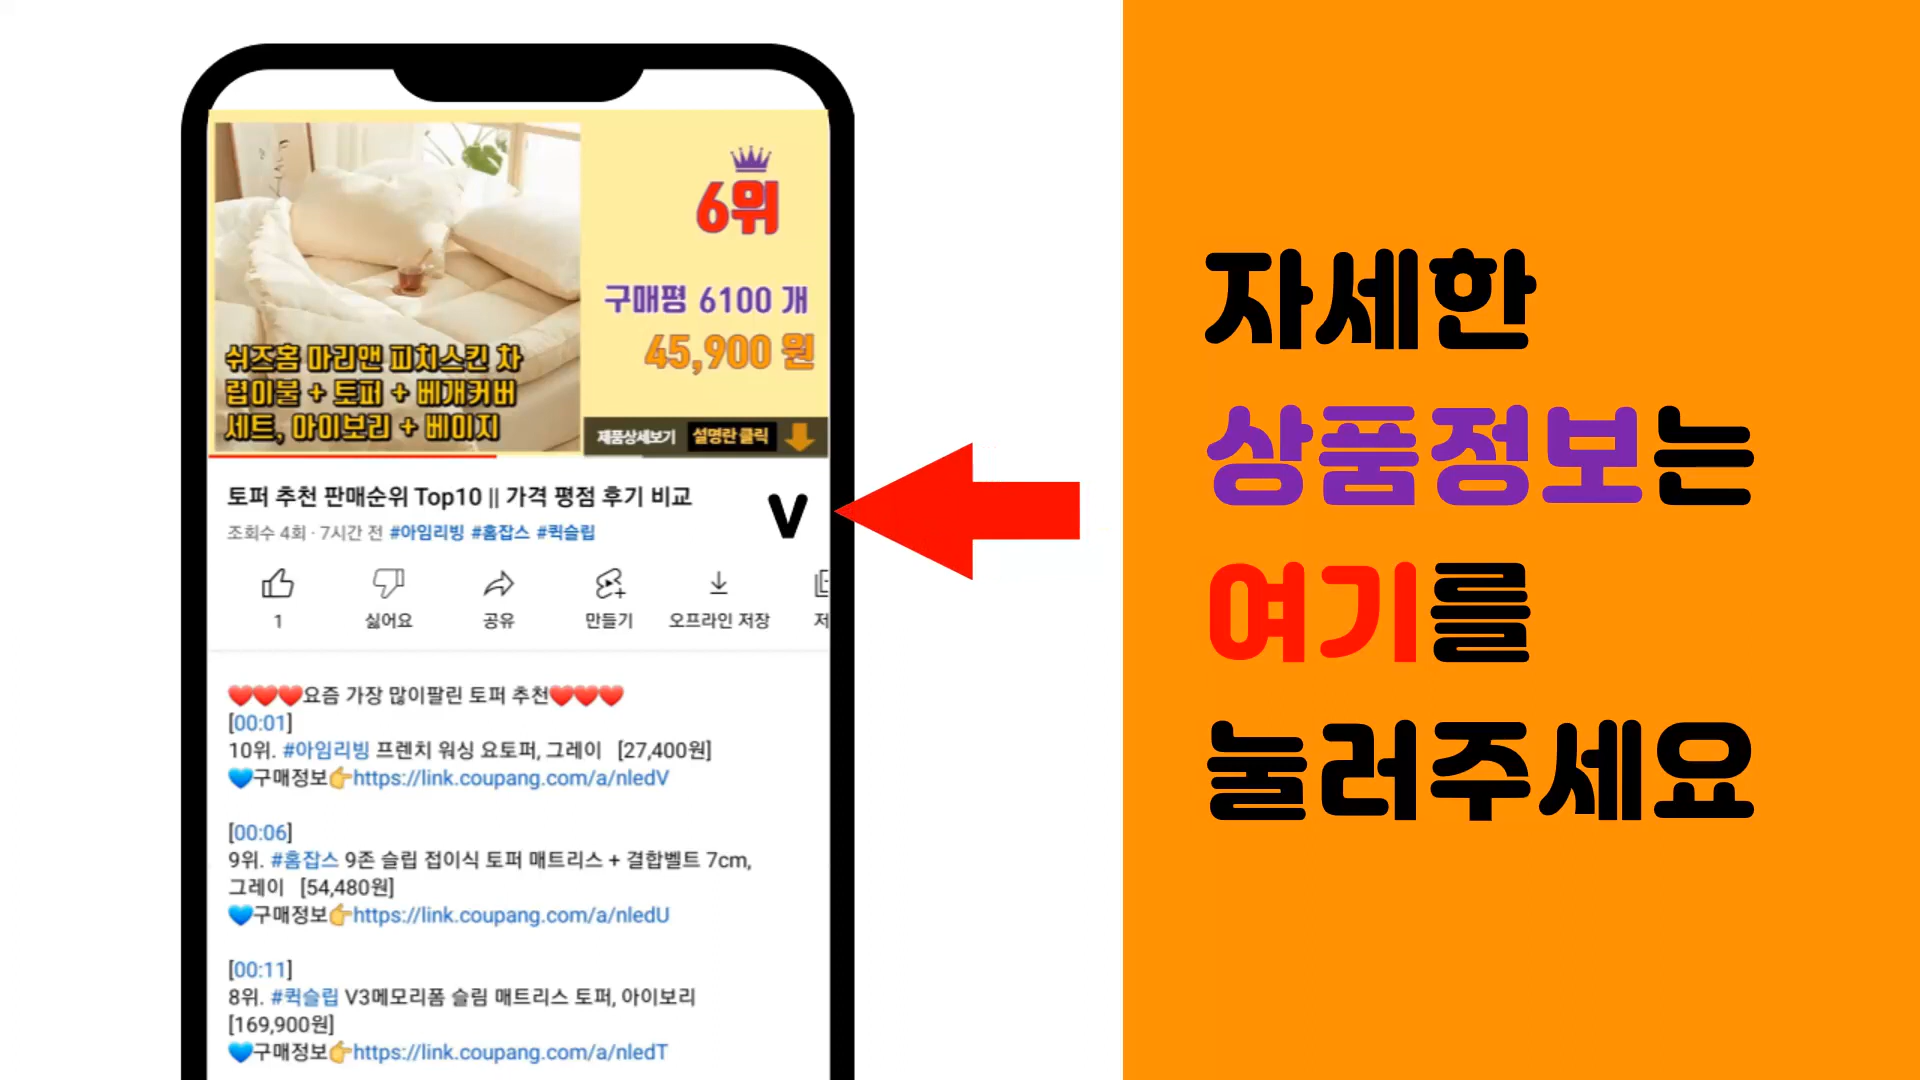 6위
구매평 6100 개
45,900 원
쉬즈홈 마리앤 피치스킨 차
렵이불 + 토퍼 + 베개커버
세트, 아이보리 + 베이지
제품상세보기 설명란 클릭
토퍼 추천 판매순위 Top10 || 가격 평점 후기 비교
V
조회수 4회 · 7시간 전 #아임리빙 #홈잡스 #퀵슬립
1 싫어요 공유 만들기 오프라인 저장 저
❤️❤️❤️요즘 가장 많이팔린 토퍼 추천❤️❤️❤️
[00:01]
10위. #아임리빙 프렌치 워싱 요토퍼, 그레이 [27,400원]
💙구매정보👉https://link.coupang.com/a/nledV
[00:06]
9위. #홈잡스 9존 슬립 접이식 토퍼 매트리스 + 결합벨트 7cm,
그레이 [54,480원]
💙구매정보👉https://link.coupang.com/a/nledU
[00:11]
8위. #퀵슬립 V3메모리폼 슬림 매트리스 토퍼, 아이보리
[169,900원]
💙구매정보👉https://link.coupang.com/a/nledT
자세한
상품정보는
여기를
눌러주세요